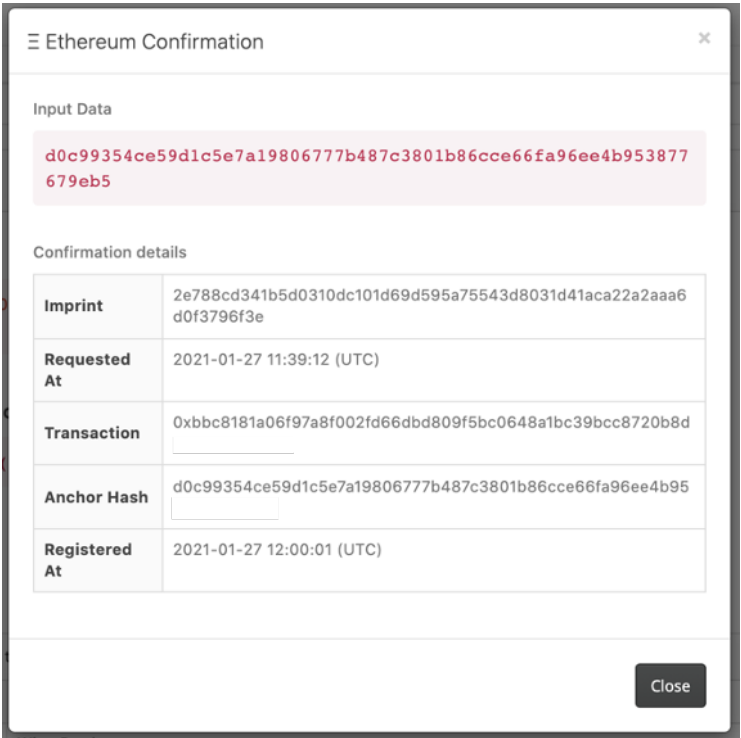 Ξ Ethereum Confirmation
×
Input Data
d0c99354ce59d1c5e7a19806777b487c3801b86cce66fa96ee4b953877
679eb5
Confirmation details
Imprint
2e788cd341b5d0310dc101d69d595a75543d8031d41aca22a2aaa6
d0f3796f3e
Requested
At
2021-01-27 11:39:12 (UTC)
Transaction
0xbbc8181a06f97a8f002fd66dbd809f5bc0648a1bc39bcc8720b8d
Anchor Hash
d0c99354ce59d1c5e7a19806777b487c3801b86cce66fa96ee4b95
Registered
At
2021-01-27 12:00:01 (UTC)
Close